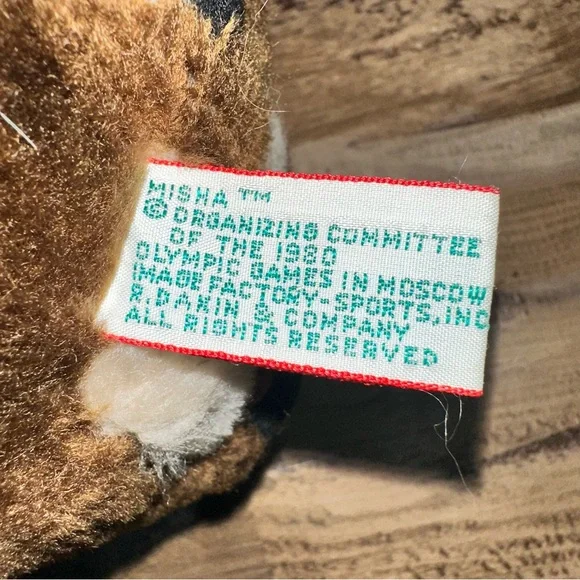 MISHA ™
© ORGANIZING COMMITTEE
OF THE 1980
OLYMPIC GAMES IN MOSCOW
IMAGE FACTORY-SPORTS, INC
R. DAKIN & COMPANY
ALL RIGHTS RESERVED